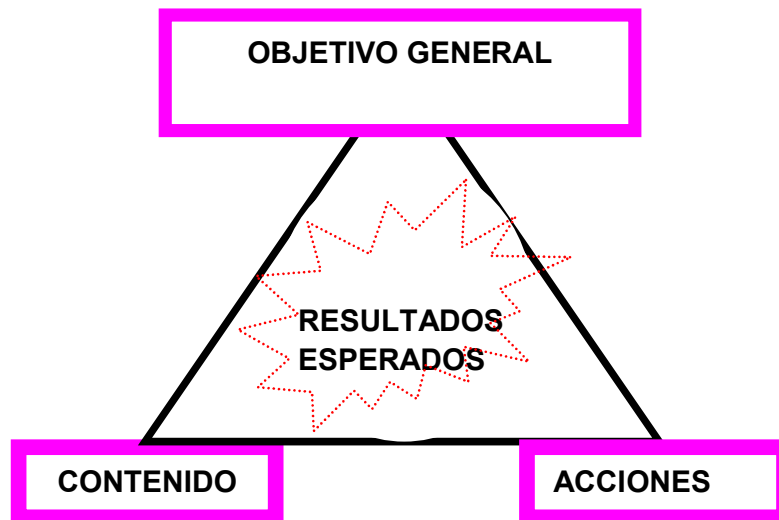 OBJETIVO GENERAL
RESULTADOS
ESPERADOS
CONTENIDO
ACCIONES